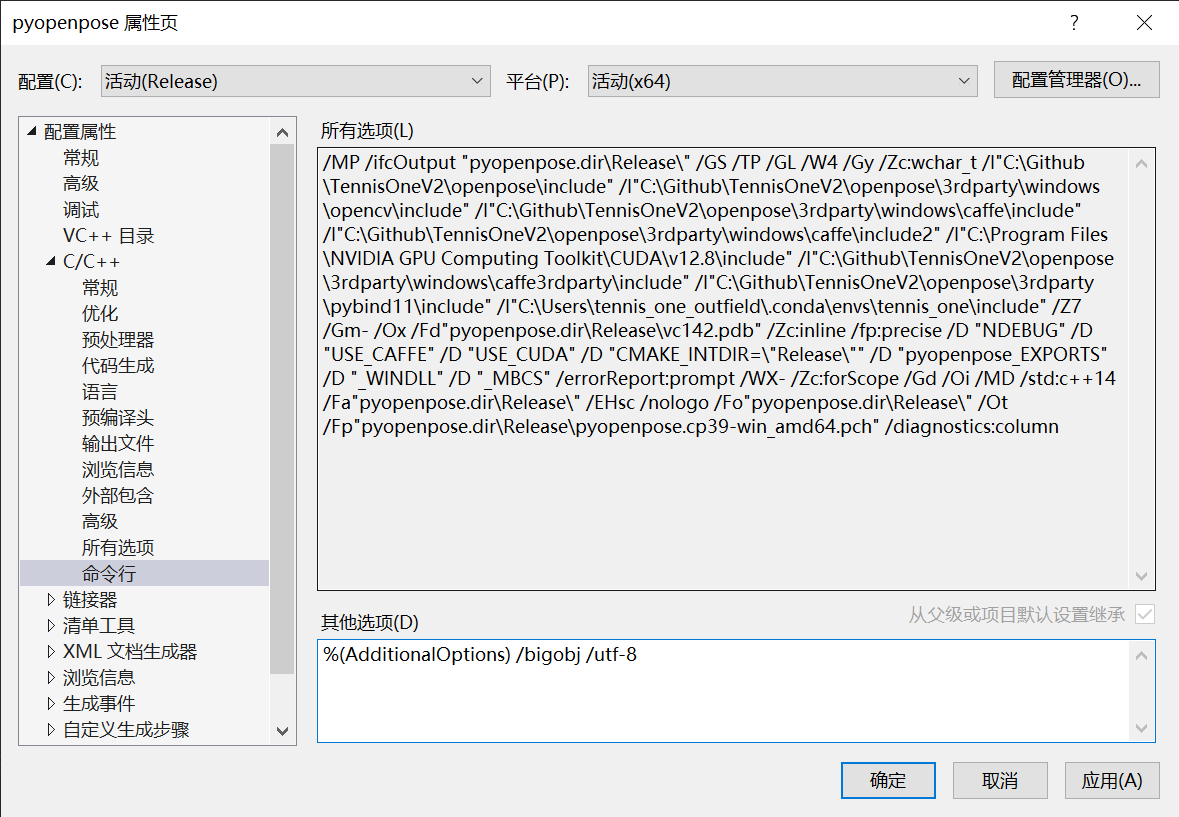 pyopenpose 属性页
配置(C): 活动(Release) 平台(P): 活动(x64) 配置管理器(O)...
配置属性
常规
高级
调试
VC++ 目录
C/C++
常规
优化
预处理器
代码生成
语言
预编译头
输出文件
浏览信息
外部包含
高级
所有选项
命令行
链接器
清单工具
XML 文档生成器
浏览信息
生成事件
自定义生成步骤
所有选项(L)
/MP /ifcOutput "pyopenpose.dir\Release\" /GS /TP /GL /W4 /Gy /Zc:wchar_t /I"C:\Github
\TennisOneV2\openpose\include" /I"C:\Github\TennisOneV2\openpose\3rdparty\windows
\opencv\include" /I"C:\Github\TennisOneV2\openpose\3rdparty\windows\caffe\include"
/I"C:\Github\TennisOneV2\openpose\3rdparty\windows\caffe\include2" /I"C:\Program Files
\NVIDIA GPU Computing Toolkit\CUDA\v12.8\include" /I"C:\Github\TennisOneV2\openpose
\3rdparty\windows\caffe3rdparty\include" /I"C:\Github\TennisOneV2\openpose\3rdparty
\pybind11\include" /I"C:\Users\tennis_one_outfield\.conda\envs\tennis_one\include" /Z7
/Gm- /Ox /Fd"pyopenpose.dir\Release\vc142.pdb" /Zc:inline /fp:precise /D "NDEBUG" /D
"USE_CAFFE" /D "USE_CUDA" /D "CMAKE_INTDIR=\"Release\"" /D "pyopenpose_EXPORTS"
/D "_WINDLL" /D "_MBCS" /errorReport:prompt /WX- /Zc:forScope /Gd /Oi /MD /std:c++14
/Fa"pyopenpose.dir\Release\" /EHsc /nologo /Fo"pyopenpose.dir\Release\" /Ot
/Fp"pyopenpose.dir\Release\pyopenpose.cp39-win_amd64.pch" /diagnostics:column
从父级或项目默认设置继承
其他选项(D)
%(AdditionalOptions) /bigobj /utf-8
确定 取消 应用(A)